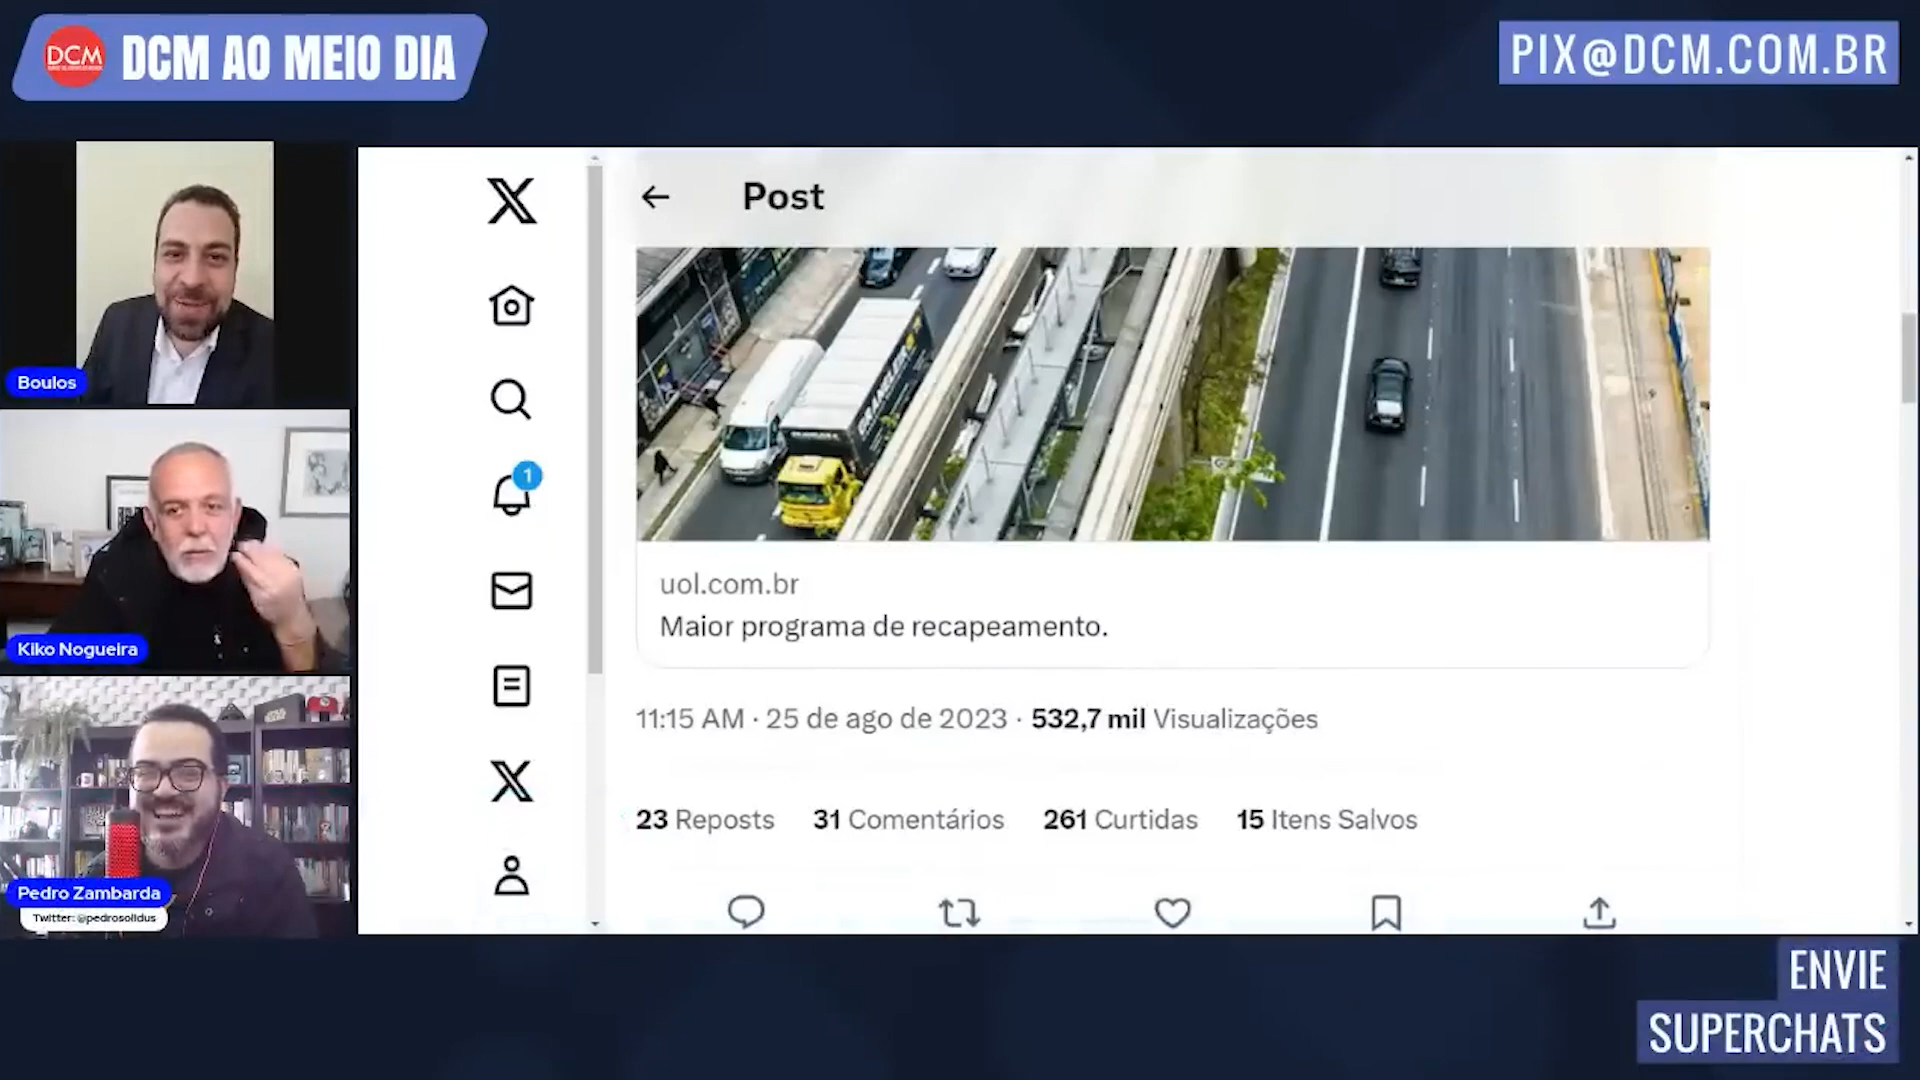 DCM
DCM AO MEIO DIA
PIX@DCM.COM.BR
Boulos
Kiko Nogueira
Pedro Zambarda
Twitter: @pedrosolidus
1
Post
uol.com.br
Maior programa de recapeamento.
11:15 AM · 25 de ago de 2023 · 532,7 mil Visualizações
23 Reposts 31 Comentários 261 Curtidas 15 Itens Salvos
ENVIE
SUPERCHATS